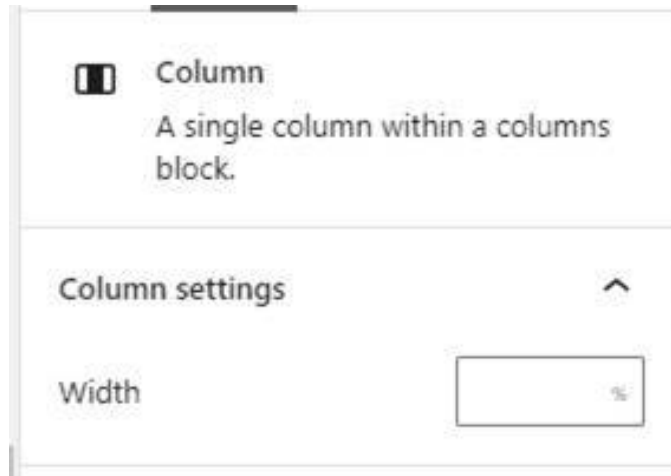 Column
A single column within a columns
block.
Column settings
Width
%